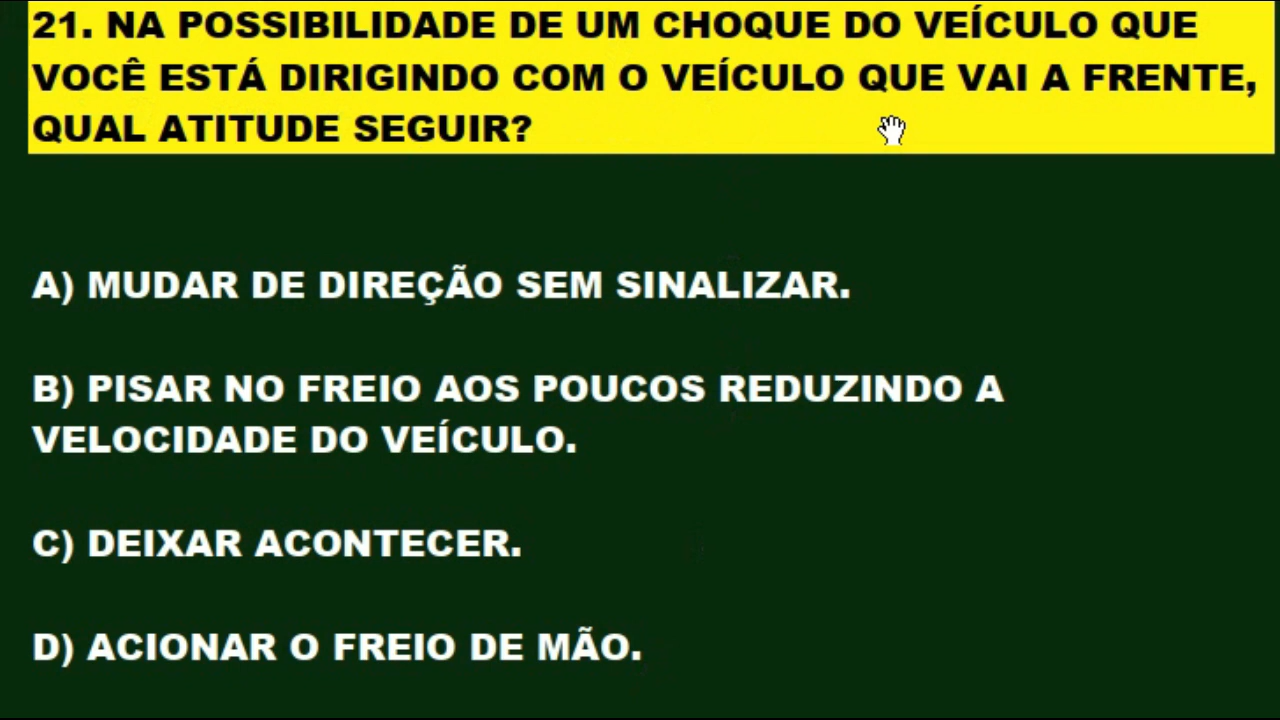 21. NA POSSIBILIDADE DE UM CHOQUE DO VEÍCULO QUE
VOCÊ ESTÁ DIRIGINDO COM O VEÍCULO QUE VAI A FRENTE,
QUAL ATITUDE SEGUIR?
A) MUDAR DE DIREÇÃO SEM SINALIZAR.
B) PISAR NO FREIO AOS POUCOS REDUZINDO A
VELOCIDADE DO VEÍCULO.
C) DEIXAR ACONTECER.
D) ACIONAR O FREIO DE MÃO.